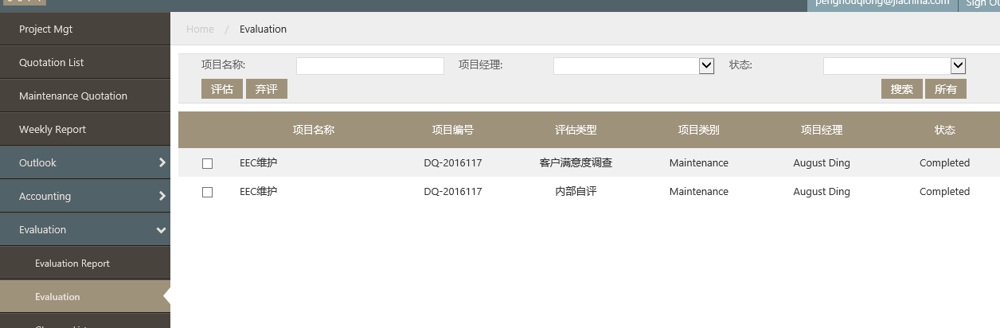 penghouqiong@jiachina.com
Sign Ou
Project Mgt
Quotation List
Maintenance Quotation
Weekly Report
Outlook
Accounting
Evaluation
Evaluation Report
Evaluation
Home / Evaluation
项目名称: 项目经理: 状态:
评估 弃评 搜索 所有
项目名称 项目编号 评估类型 项目类别 项目经理 状态
EEC维护 DQ-2016117 客户满意度调查 Maintenance August Ding Completed
EEC维护 DQ-2016117 内部自评 Maintenance August Ding Completed